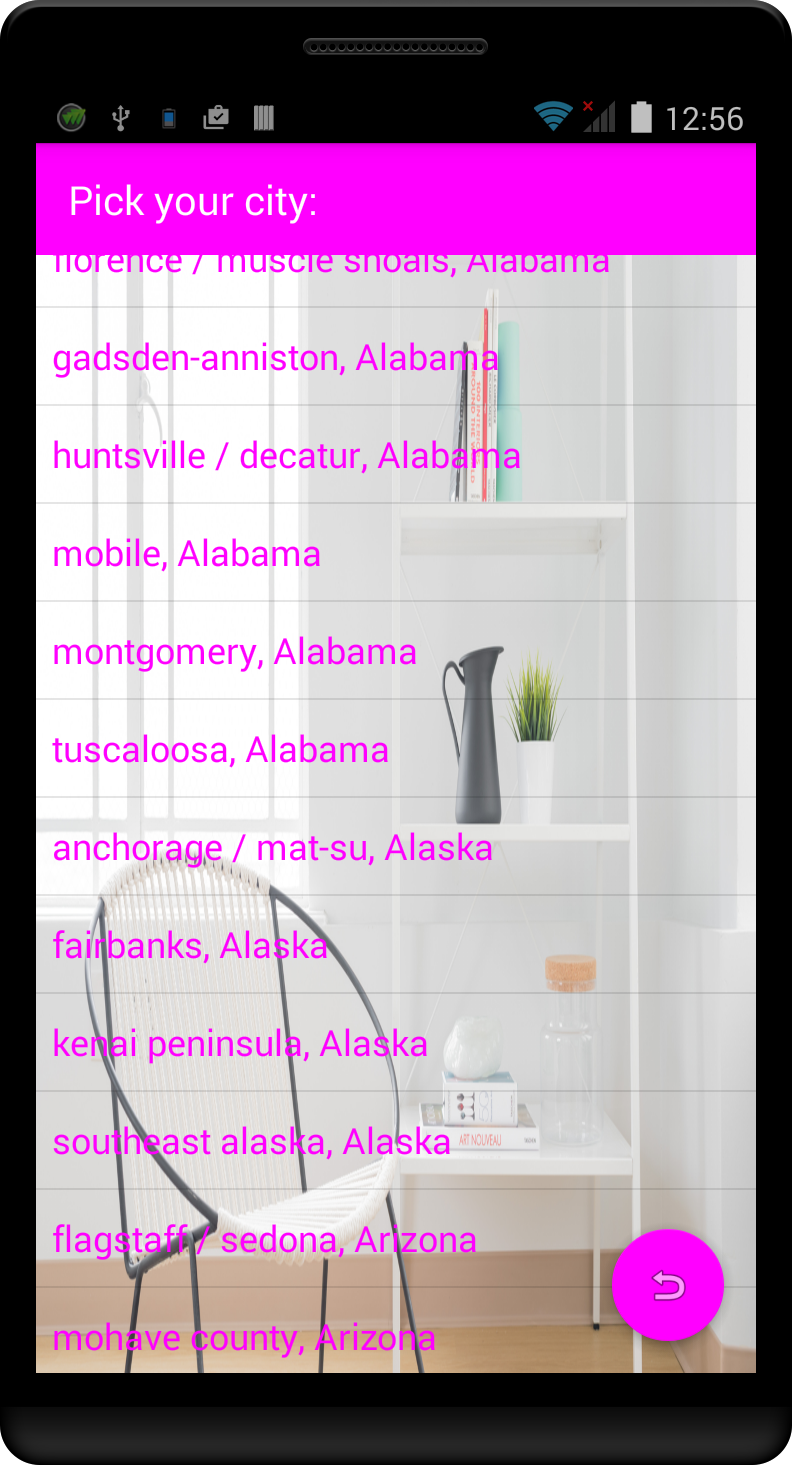 12:56
Pick your city:
florence / muscle shoals, Alabama
gadsden-anniston, Alabama
huntsville / decatur, Alabama
mobile, Alabama
montgomery, Alabama
tuscaloosa, Alabama
anchorage / mat-su, Alaska
fairbanks, Alaska
kenai peninsula, Alaska
southeast alaska, Alaska
ART NOUVEAU
flagstaff / sedona, Arizona
mohave county, Arizona